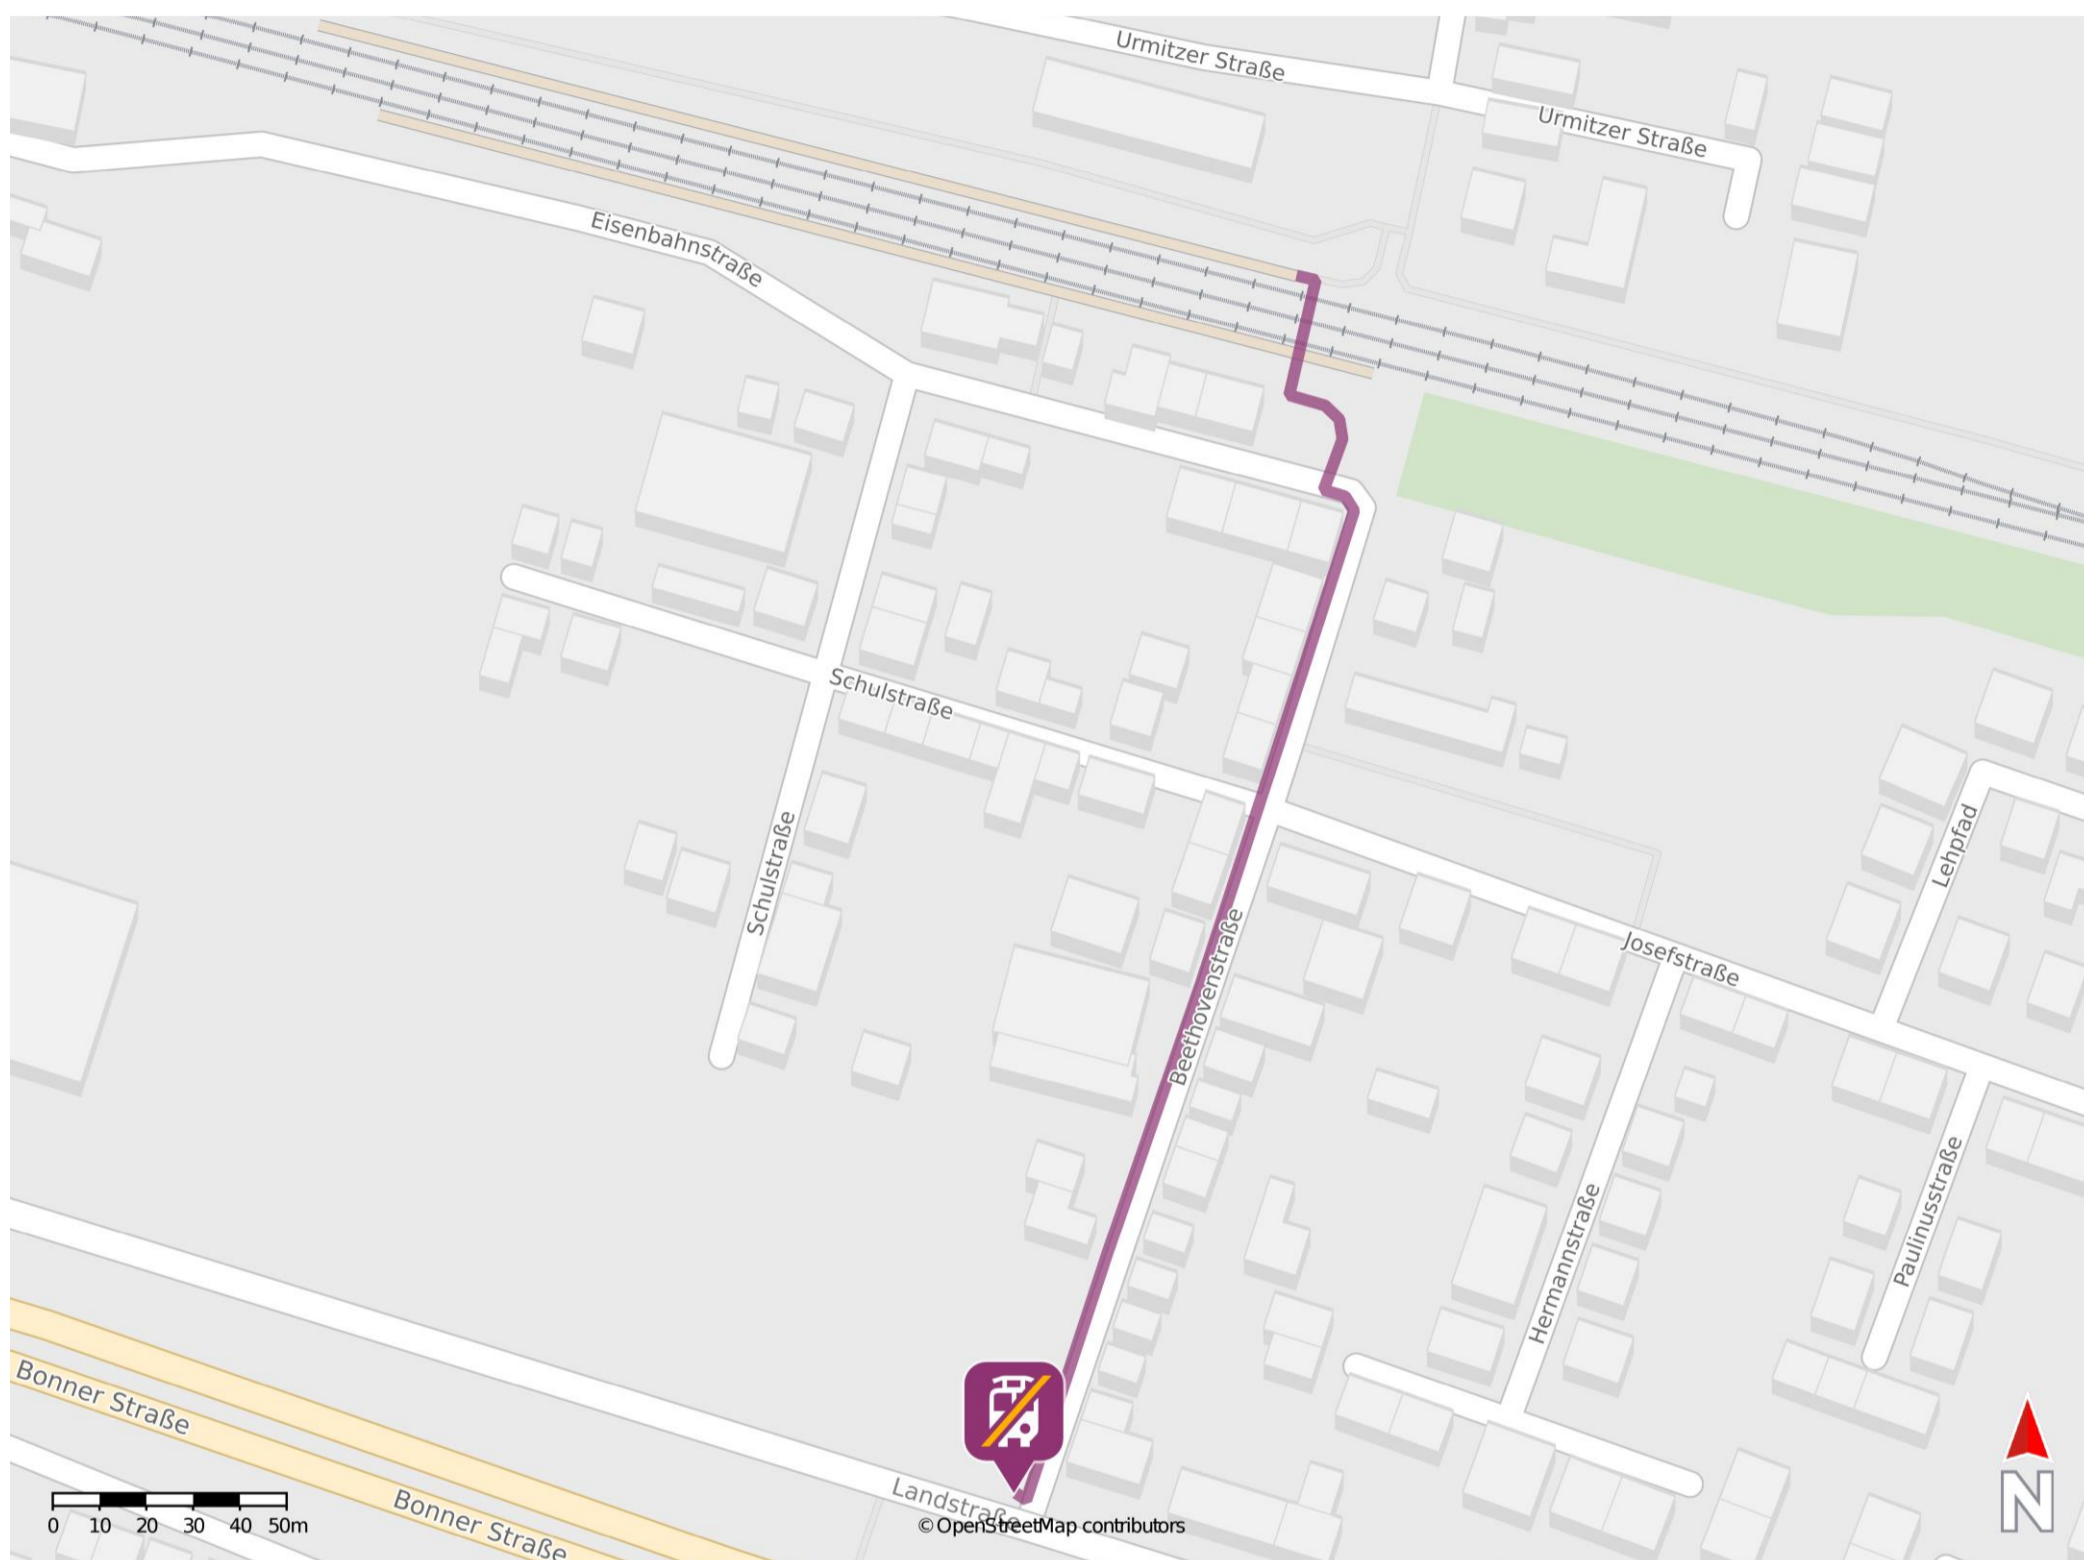 Urmitzer Straße
Urmitzer Straße
Eisenbahnstraße
Schulstraße
Schulstraße
Lehpfad
Beethovenstraße
Josefstraße
Hermannstraße
Paulinusstraße
Bonner Straße
Bonner Straße
Landstraße
0 10 20 30 40 50m
© OpenStreetMap contributors
N